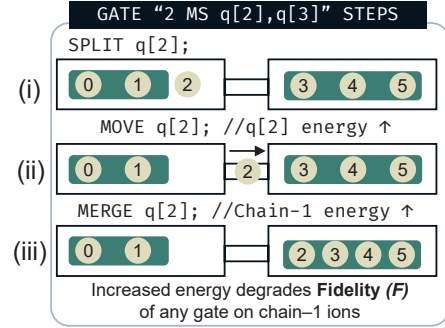 GATE “2 MS q[2],q[3]” STEPS
SPLIT q[2];
(i) 0 1 2 3 4 5
MOVE q[2]; //q[2] energy ↑
(ii) 0 1 2 3 4 5
MERGE q[2]; //Chain-1 energy ↑
(iii) 0 1 2 3 4 5
Increased energy degrades Fidelity (F)
of any gate on chain–1 ions